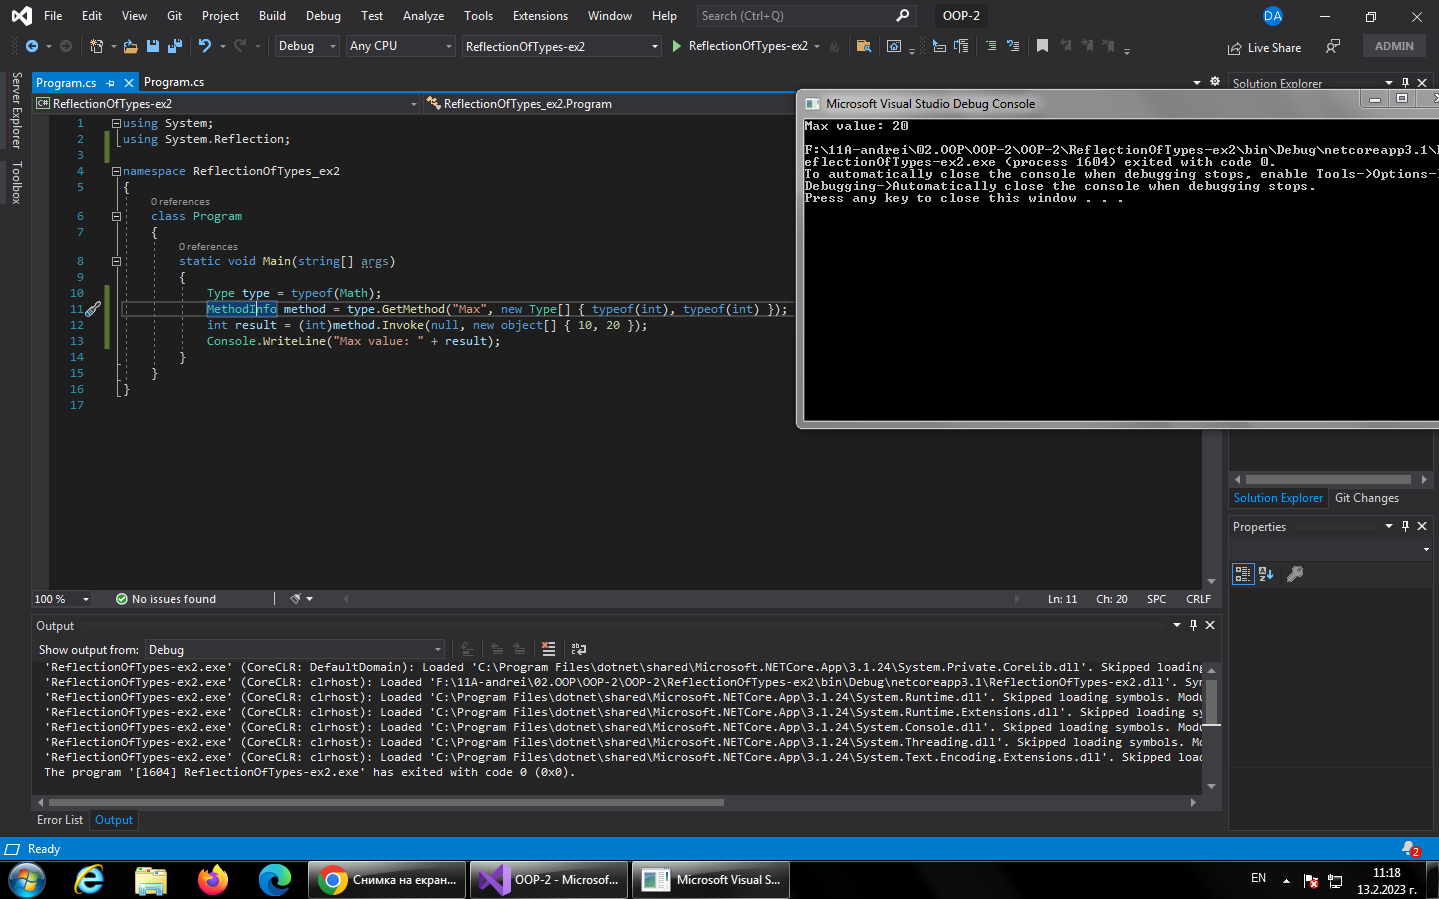 File Edit View Git Project Build Debug Test Analyze Tools Extensions Window Help Search (Ctrl+Q) OOP-2 DA
Debug Any CPU ReflectionOfTypes-ex2 ReflectionOfTypes-ex2 Live Share ADMIN
Server Explorer
Toolbox
Program.cs Program.cs
ReflectionOfTypes-ex2 ReflectionOfTypes_ex2.Program
1 using System;
2 using System.Reflection;
3
4 namespace ReflectionOfTypes_ex2
5 {
0 references
6 class Program
7 {
0 references
8 static void Main(string[] args)
9 {
10 Type type = typeof(Math);
11 MethodInfo method = type.GetMethod("Max", new Type[] { typeof(int), typeof(int) });
12 int result = (int)method.Invoke(null, new object[] { 10, 20 });
13 Console.WriteLine("Max value: " + result);
14 }
15 }
16 }
17
100 % No issues found Ln: 11 Ch: 20 SPC CRLF
Solution Explorer
Microsoft Visual Studio Debug Console
Max value: 20
F:\11A-andrei\02.OOP\OOP-2\OOP-2\ReflectionOfTypes-ex2\bin\Debug\netcoreapp3.1\
eflectionOfTypes-ex2.exe (process 1604) exited with code 0.
To automatically close the console when debugging stops, enable Tools->Options-
Debugging->Automatically close the console when debugging stops.
Press any key to close this window . . .
Solution Explorer Git Changes
Properties
Output
Show output from: Debug
'ReflectionOfTypes-ex2.exe' (CoreCLR: DefaultDomain): Loaded 'C:\Program Files\dotnet\shared\Microsoft.NETCore.App\3.1.24\System.Private.CoreLib.dll'. Skipped loading
'ReflectionOfTypes-ex2.exe' (CoreCLR: clrhost): Loaded 'F:\11A-andrei\02.OOP\OOP-2\OOP-2\ReflectionOfTypes-ex2\bin\Debug\netcoreapp3.1\ReflectionOfTypes-ex2.dll'. Sy
'ReflectionOfTypes-ex2.exe' (CoreCLR: clrhost): Loaded 'C:\Program Files\dotnet\shared\Microsoft.NETCore.App\3.1.24\System.Runtime.dll'. Skipped loading symbols. Modu
'ReflectionOfTypes-ex2.exe' (CoreCLR: clrhost): Loaded 'C:\Program Files\dotnet\shared\Microsoft.NETCore.App\3.1.24\System.Runtime.Extensions.dll'. Skipped loading sy
'ReflectionOfTypes-ex2.exe' (CoreCLR: clrhost): Loaded 'C:\Program Files\dotnet\shared\Microsoft.NETCore.App\3.1.24\System.Console.dll'. Skipped loading symbols. Modu
'ReflectionOfTypes-ex2.exe' (CoreCLR: clrhost): Loaded 'C:\Program Files\dotnet\shared\Microsoft.NETCore.App\3.1.24\System.Threading.dll'. Skipped loading symbols. Mo
'ReflectionOfTypes-ex2.exe' (CoreCLR: clrhost): Loaded 'C:\Program Files\dotnet\shared\Microsoft.NETCore.App\3.1.24\System.Text.Encoding.Extensions.dll'. Skipped load
The program '[1604] ReflectionOfTypes-ex2.exe' has exited with code 0 (0x0).
Error List Output
Ready 2
Снимка на екран... OOP-2 - Microsof... Microsoft Visual S... EN 11:18
13.2.2023 г.